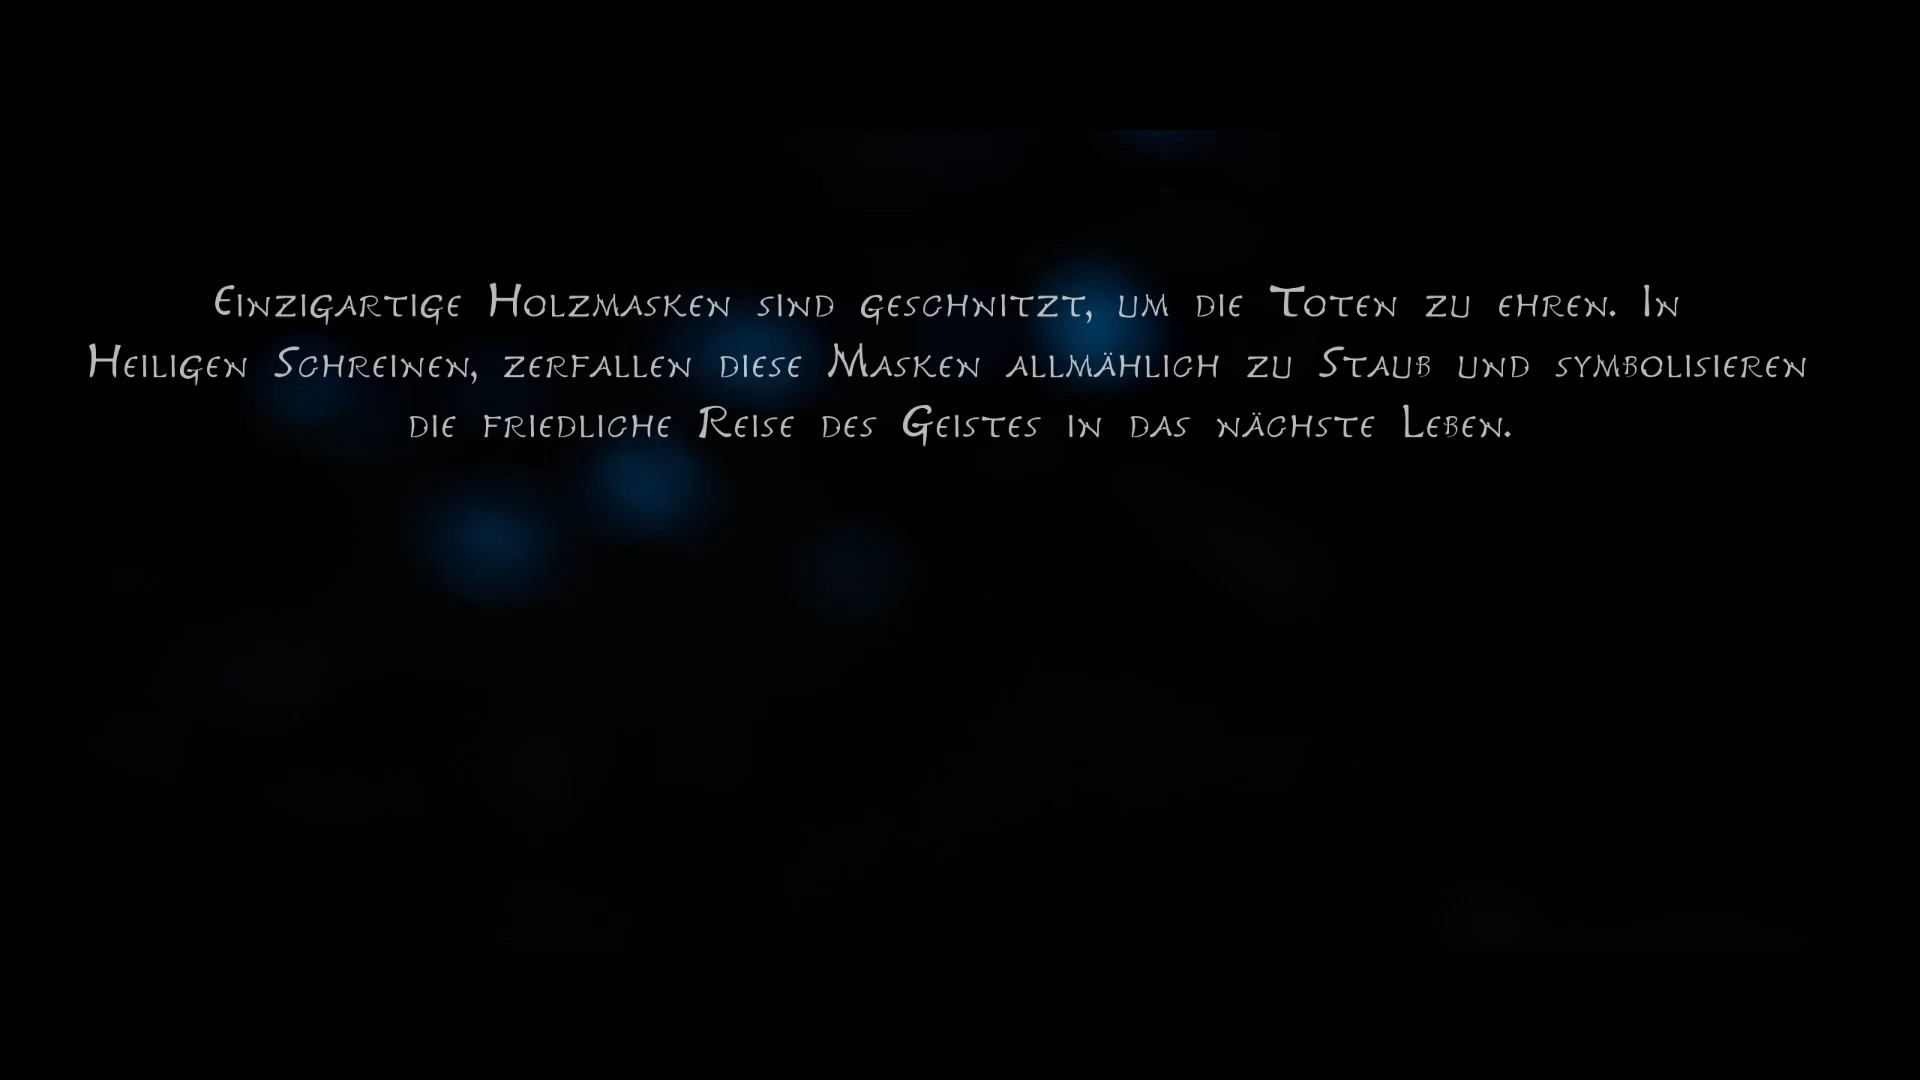 Einzigartige Holzmasken sind geschnitzt, um die Toten zu ehren. In
Heiligen Schreinen, zerfallen diese Masken allmählich zu Staub und symbolisieren
die friedliche Reise des Geistes in das nächste Leben.